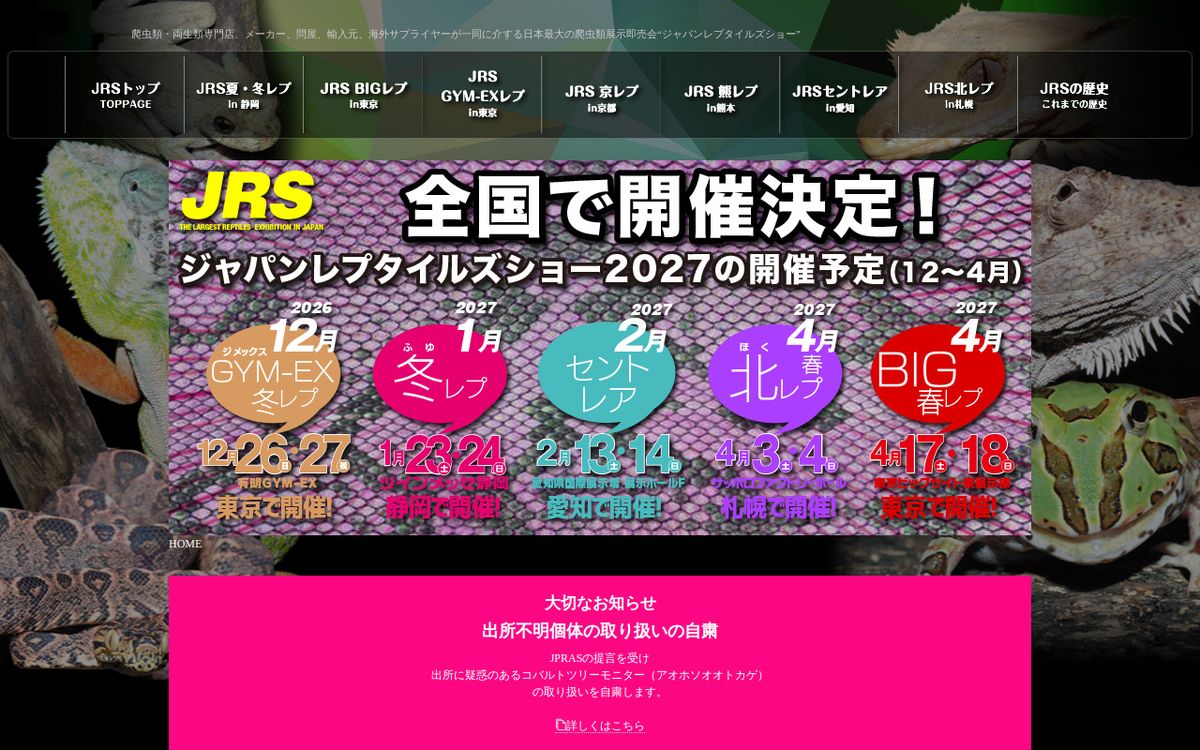 爬虫類・両生類専門店、メーカー、問屋、輸入元、海外サプライヤーが一同に介する日本最大の爬虫類展示即売会“ジャパンレプタイルズショー”
JRSトップ
TOPPAGE
JRS夏・冬レプ
in 静岡
JRS BIGレプ
in東京
JRS
GYM-EXレプ
in東京
JRS 京レプ
in京都
JRS 熊レプ
in熊本
JRSセントレア
in愛知
JRS北レプ
in札幌
JRSの歴史
これまでの歴史
JRS
THE LARGEST REPTILES EXHIBITION IN JAPAN
全国で開催決定！
ジャパンレプタイルズショー2027の開催予定(12～4月)
2026
12月
ジメックス
GYM-EX
冬レプ
12月26日・27祝
有明GYM-EX
東京で開催!
2027
1月
ふゆ
冬レプ
1月23土・24日
ツインメッセ静岡
静岡で開催!
2027
2月
セント
レア
2月13土・14日
愛知県国際展示場 展示ホールF
愛知で開催!
2027
4月
ほく
北レプ
春
4月3土・4日
サッポロファクトリーホール
札幌で開催!
2027
4月
BIG
春レプ
4月17土・18日
東京ビッグサイト
東京で開催!
HOME
大切なお知らせ
出所不明個体の取り扱いの自粛
JPRASの提言を受け
出所に疑惑のあるコバルトツリーモニター（アオホソオオトカゲ）
の取り扱いを自粛します。
詳しくはこちら